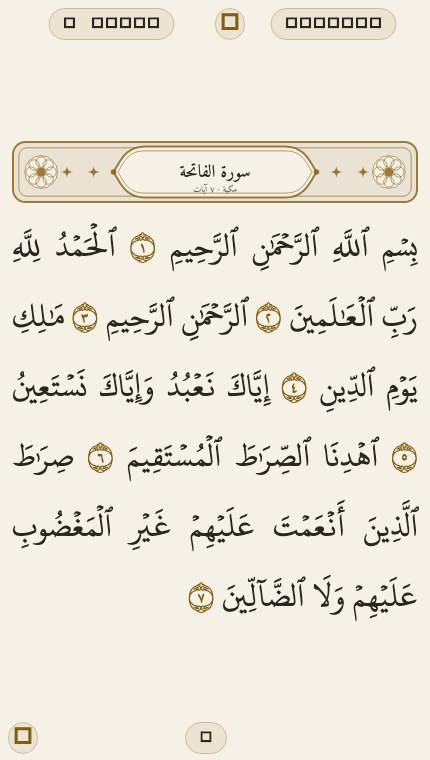 سورة الفاتحة
مكية · ٧ آيات
بِسْمِ ٱللَّهِ ٱلرَّحْمَٰنِ ٱلرَّحِيمِ ١ ٱلْحَمْدُ لِلَّهِ
رَبِّ ٱلْعَٰلَمِينَ ٢ ٱلرَّحْمَٰنِ ٱلرَّحِيمِ ٣ مَٰلِكِ
يَوْمِ ٱلدِّينِ ٤ إِيَّاكَ نَعْبُدُ وَإِيَّاكَ نَسْتَعِينُ
٥ ٱهْدِنَا ٱلصِّرَٰطَ ٱلْمُسْتَقِيمَ ٦ صِرَٰطَ
ٱلَّذِينَ أَنْعَمْتَ عَلَيْهِمْ غَيْرِ ٱلْمَغْضُوبِ
عَلَيْهِمْ وَلَا ٱلضَّآلِّينَ ٧